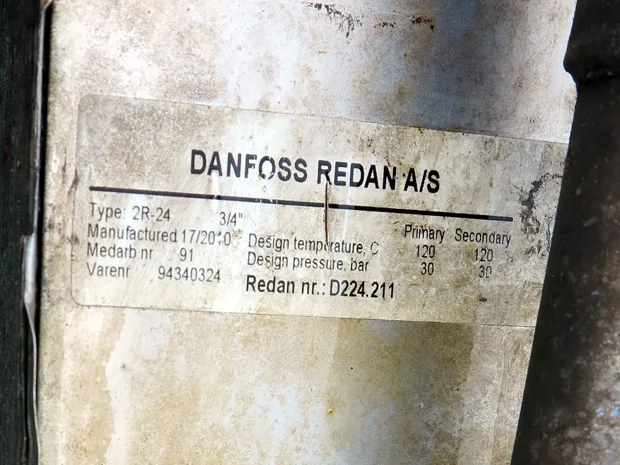 DANFOSS REDAN A/S
Type: 2R-24 3/4" Primary Secondary
Manufactured 17/2010 Design temperature, C 120 120
Medarb nr 91 Design pressure, bar 30 30
Varenr 94340324 Redan nr.: D224.211